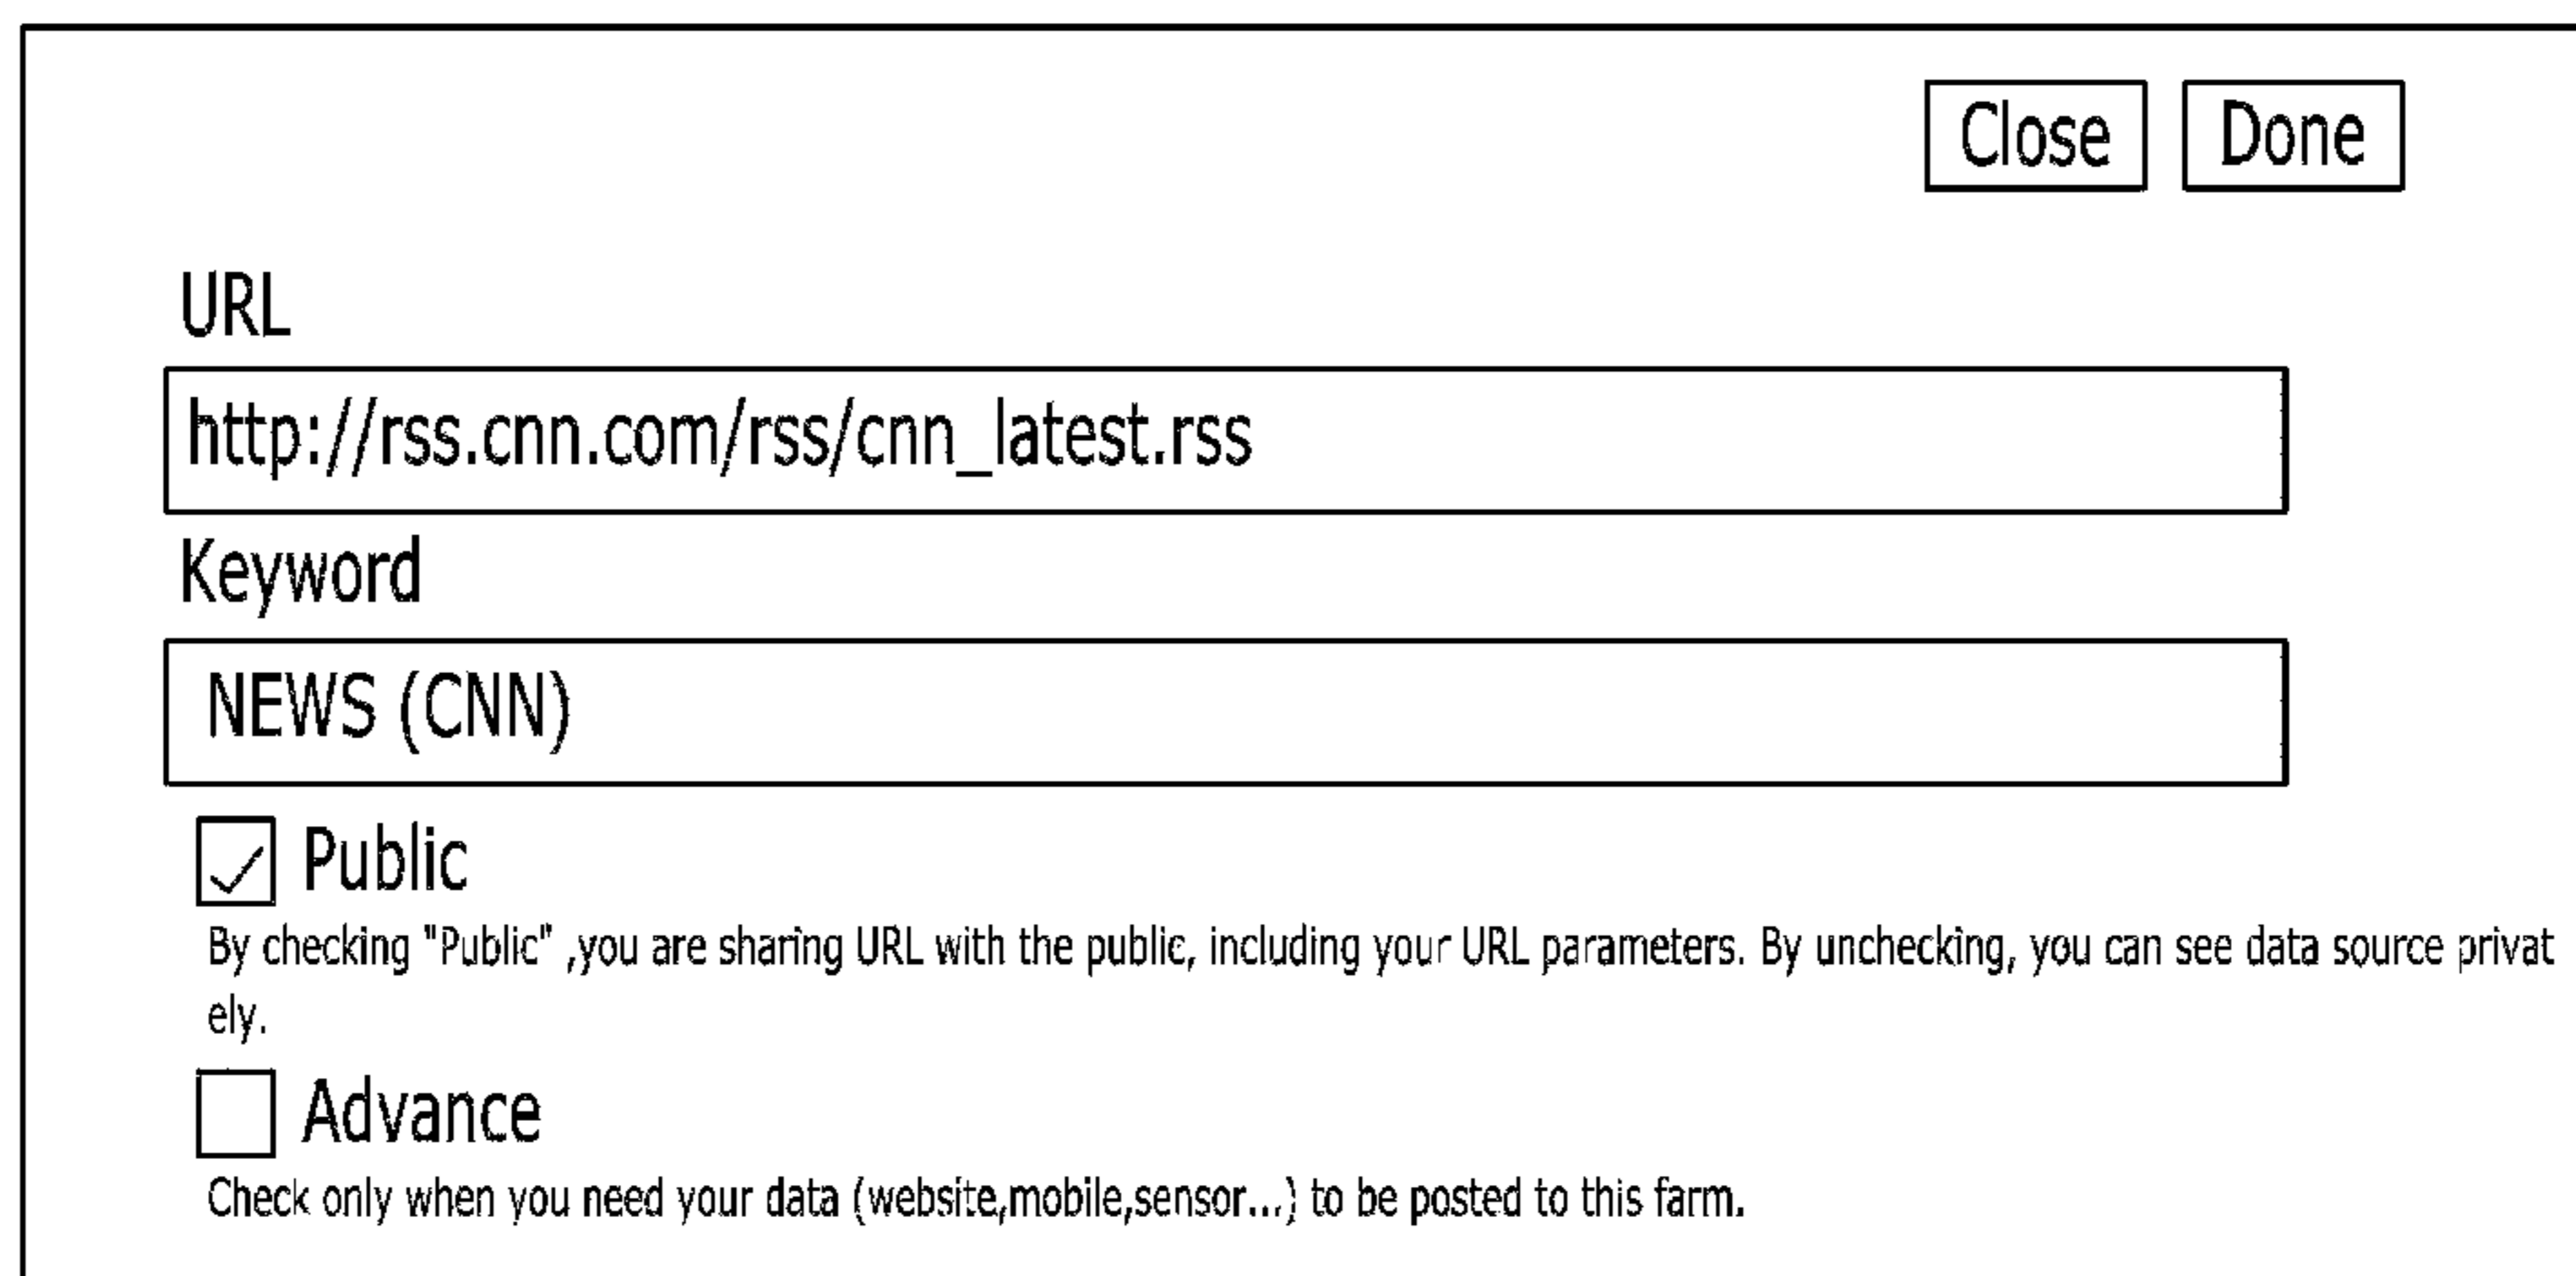 Close Done
URL
http://rss.cnn.com/rss/cnn_latest.rss
Keyword
NEWS (CNN)
Public
By checking "Public" ,you are sharing URL with the public, including your URL parameters. By unchecking, you can see data source privat
ely.
Advance
Check only when you need your data (website,mobile,sensor...) to be posted to this farm.